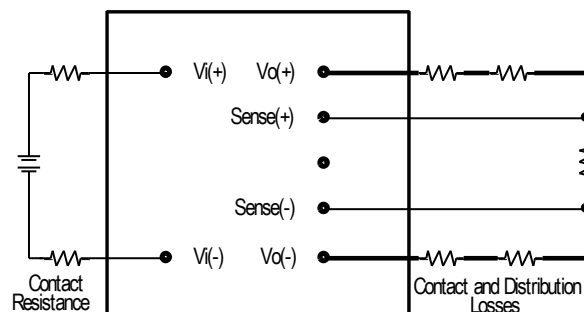 Vi(+) Vo(+)
Sense(+)
Sense(-)
Vi(-) Vo(-)
Contact
Resistance
Contact and Distribution
Losses